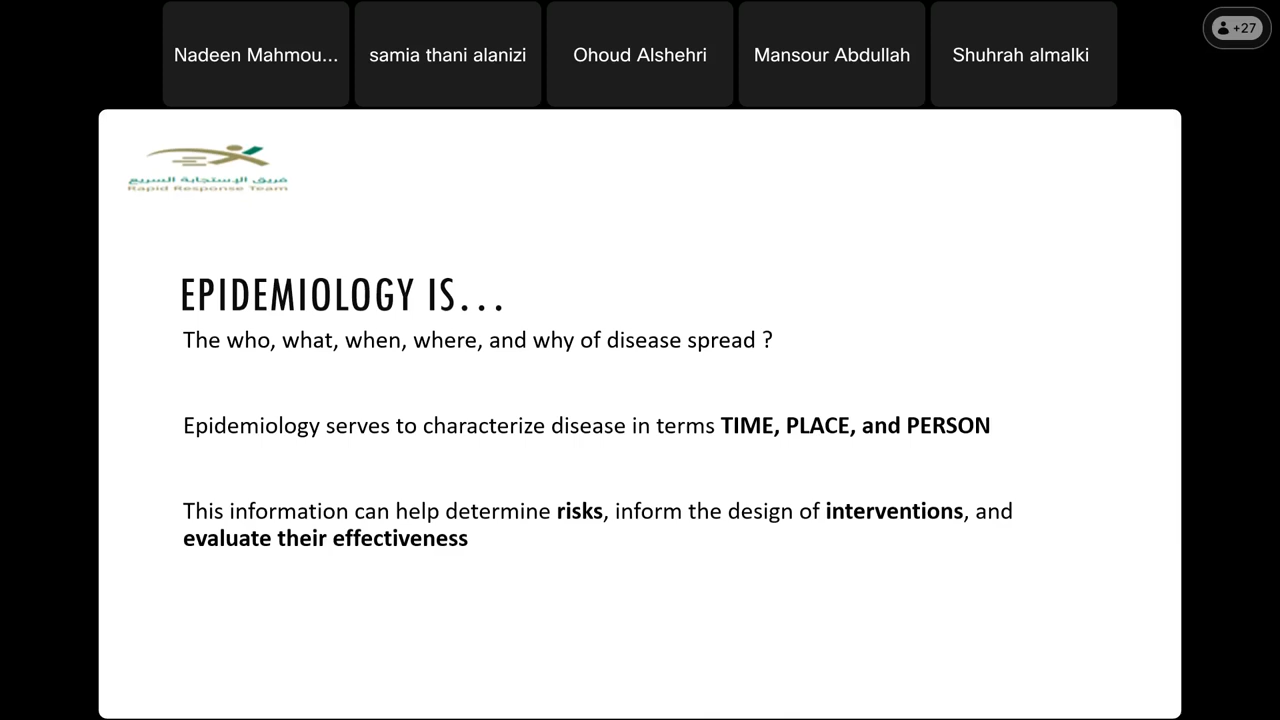 Nadeen Mahmou...
samia thani alanizi
Ohoud Alshehri
Mansour Abdullah
Shuhrah almalki
+27
فريق الإستجابة السريع
Rapid Response Team
EPIDEMIOLOGY IS...
The who, what, when, where, and why of disease spread ?
Epidemiology serves to characterize disease in terms TIME, PLACE, and PERSON
This information can help determine risks, inform the design of interventions, and
evaluate their effectiveness